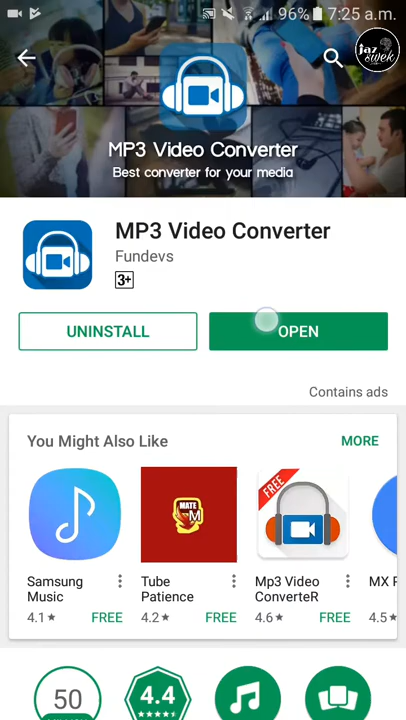 96% 7:25 a.m.
jaz
swek
MP3 Video Converter
Best converter for your media
MP3 Video Converter
Fundevs
3+
UNINSTALL
OPEN
Contains ads
You Might Also Like
MORE
MATE
M
FREE
Samsung
Music
4.1★
FREE
Tube
Patience
4.2★
FREE
Mp3 Video
ConverteR
4.6★
FREE
MX P
4.5★
50
4.4